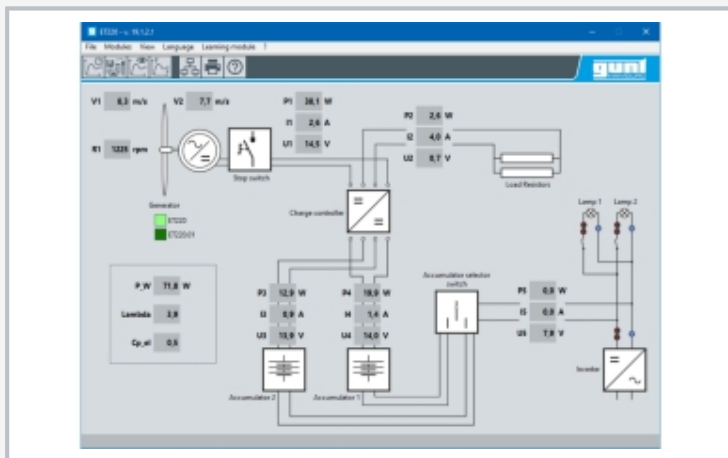 ET220 - v. 19.1.2.1
File Modules View Language Learning module ?
gunt
V1 8,3 m/s V2 7,7 m/s P1 38,1 W
I1 2,6 A
U1 14,5 V
P2 2,6 W
I2 4,0 A
U2 0,7 V
R1 1225 rpm
Stop switch
Load Resistors
Generator
ET220
ET220.01
Charge controller
Lamp 1 Lamp 2
P_W 71,8 W
Lambda 3,9
Cp_el 0,5
P3 12,9 W
I3 0,9 A
U3 13,9 V
P4 19,9 W
I4 1,4 A
U4 14,0 V
Accumulator selector
switch
P5 0,0 W
I5 0,0 A
U5 7,9 V
Accumulator 2 Accumulator 1
Inverter